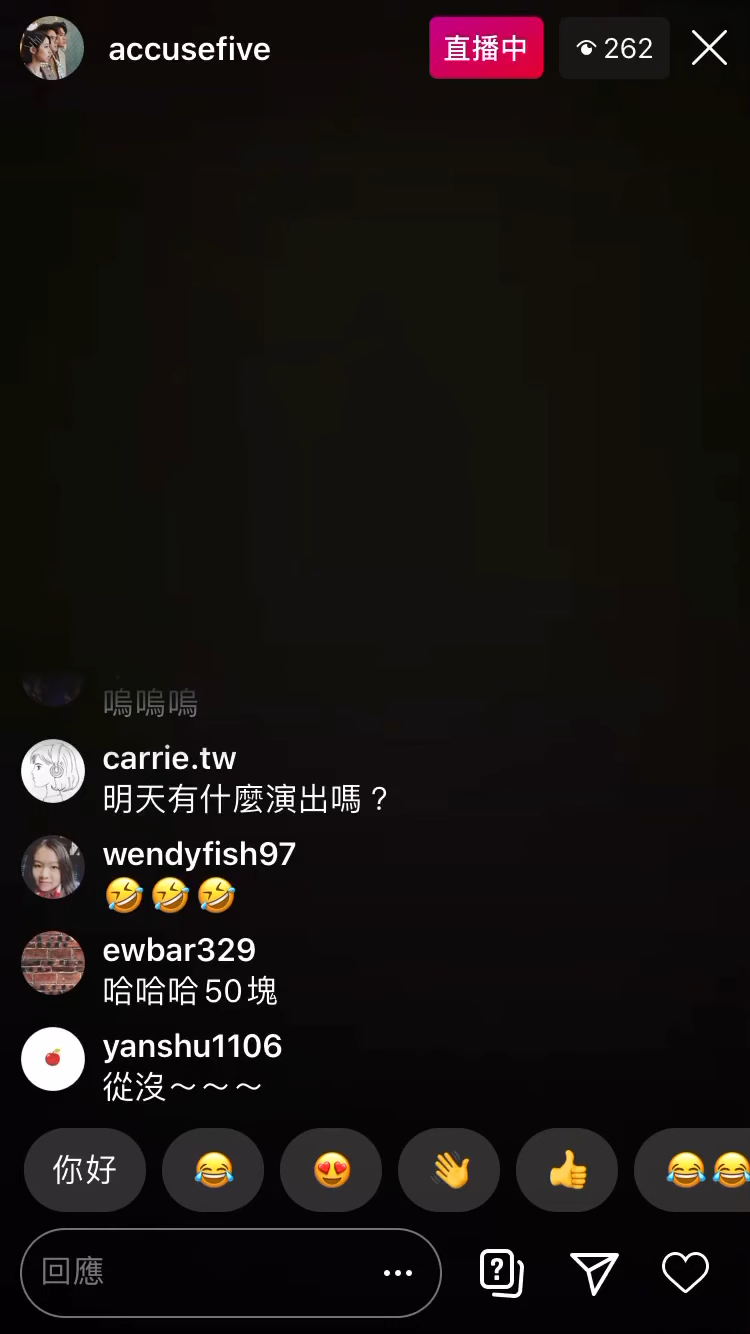 accusefive
直播中
262
嗚嗚嗚
carrie.tw
明天有什麼演出嗎？
wendyfish97
🤣🤣🤣
ewbar329
哈哈哈50塊
yanshu1106
從沒～～～
你好
回應